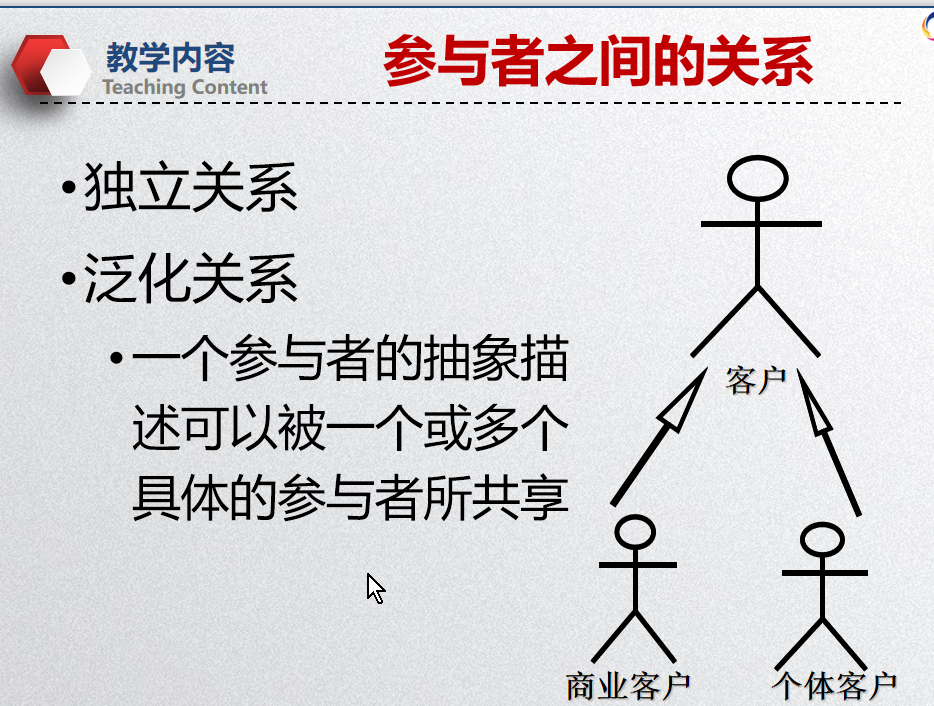 教学内容
Teaching Content
参与者之间的关系
•独立关系
•泛化关系
•一个参与者的抽象描
述可以被一个或多个
具体的参与者所共享
客户
商业客户
个体客户